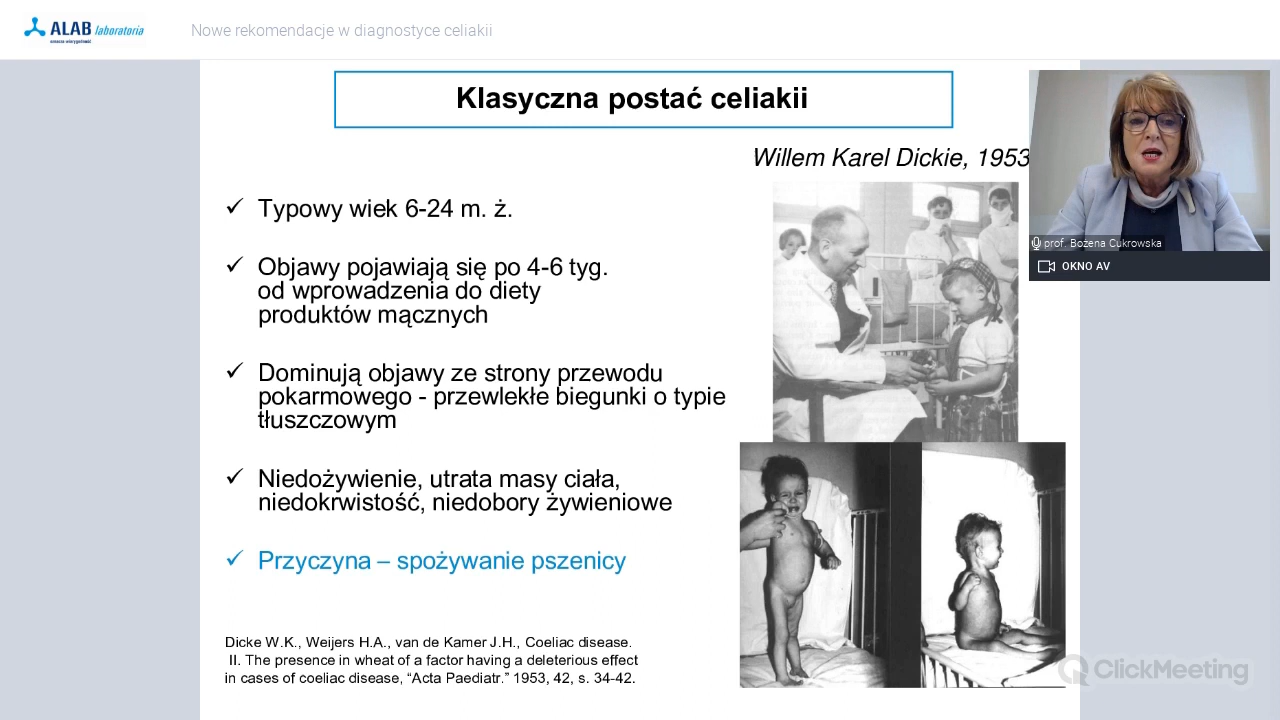 ALAB laboratoria
Nowe rekomendacje w diagnostyce celiakii
Klasyczna postać celiakii
Willem Karel Dickie, 1953
✓ Typowy wiek 6-24 m. ż.
✓ Objawy pojawiają się po 4-6 tyg.
od wprowadzenia do diety
produktów mącznych
✓ Dominują objawy ze strony przewodu
pokarmowego - przewlekłe biegunki o typie
tłuszczowym
✓ Niedożywienie, utrata masy ciała,
niedokrwistość, niedobory żywieniowe
✓ Przyczyna – spożywanie pszenicy
Dicke W.K., Weijers H.A., van de Kamer J.H., Coeliac disease.
II. The presence in wheat of a factor having a deleterious effect
in cases of coeliac disease, “Acta Paediatr.” 1953, 42, s. 34-42.
prof. Bożena Cukrowska
OKNO AV
ClickMeeting